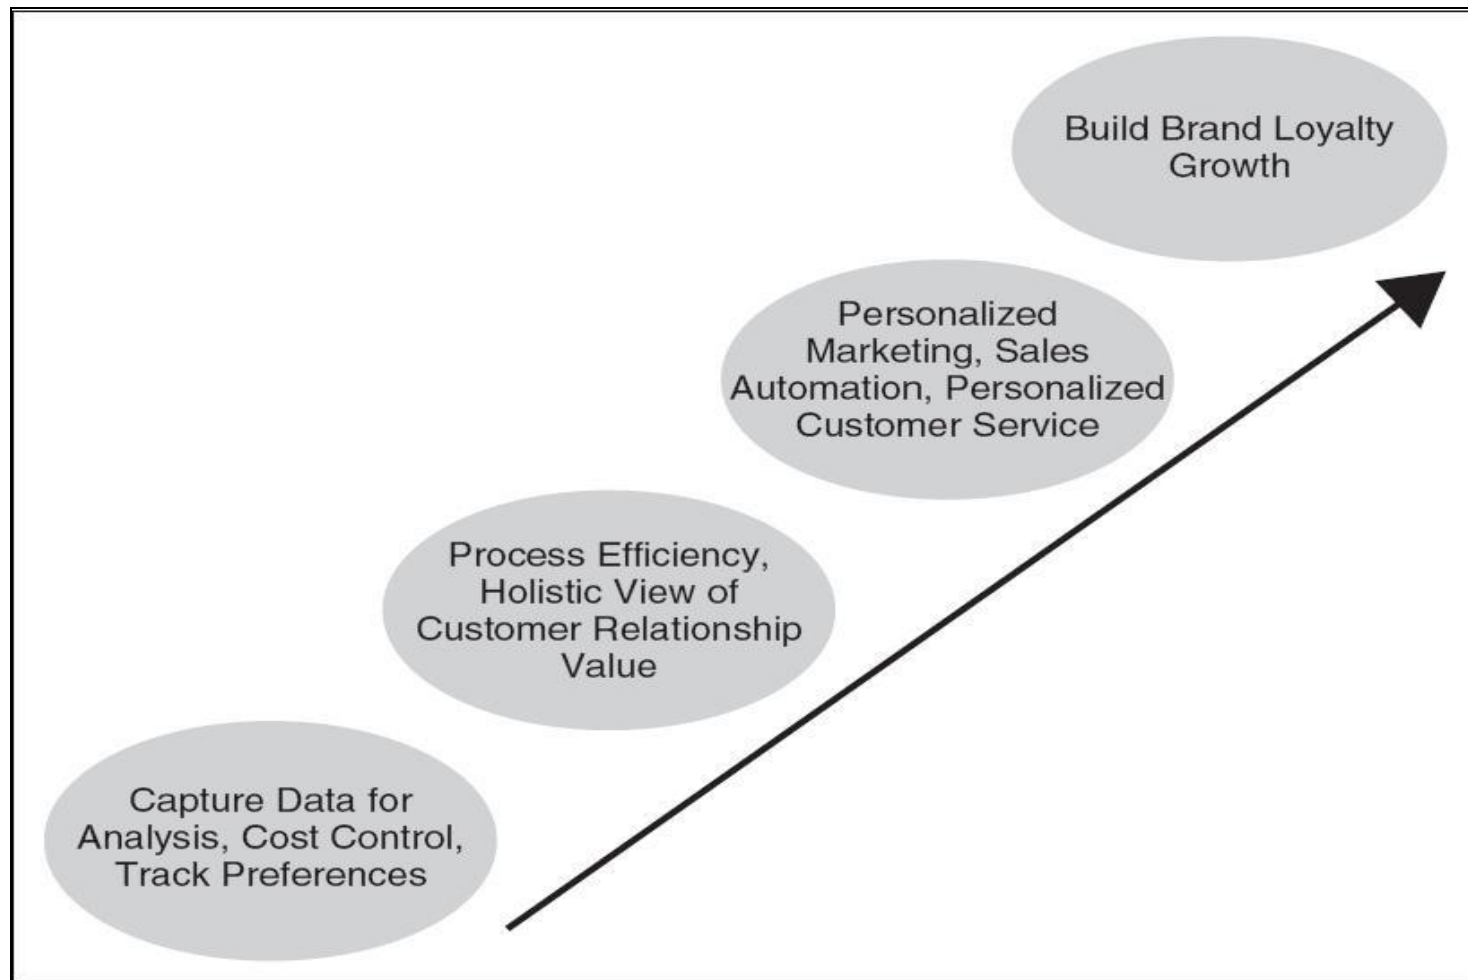 Build Brand Loyalty
Growth
Personalized
Marketing, Sales
Automation, Personalized
Customer Service
Process Efficiency,
Holistic View of
Customer Relationship
Value
Capture Data for
Analysis, Cost Control,
Track Preferences